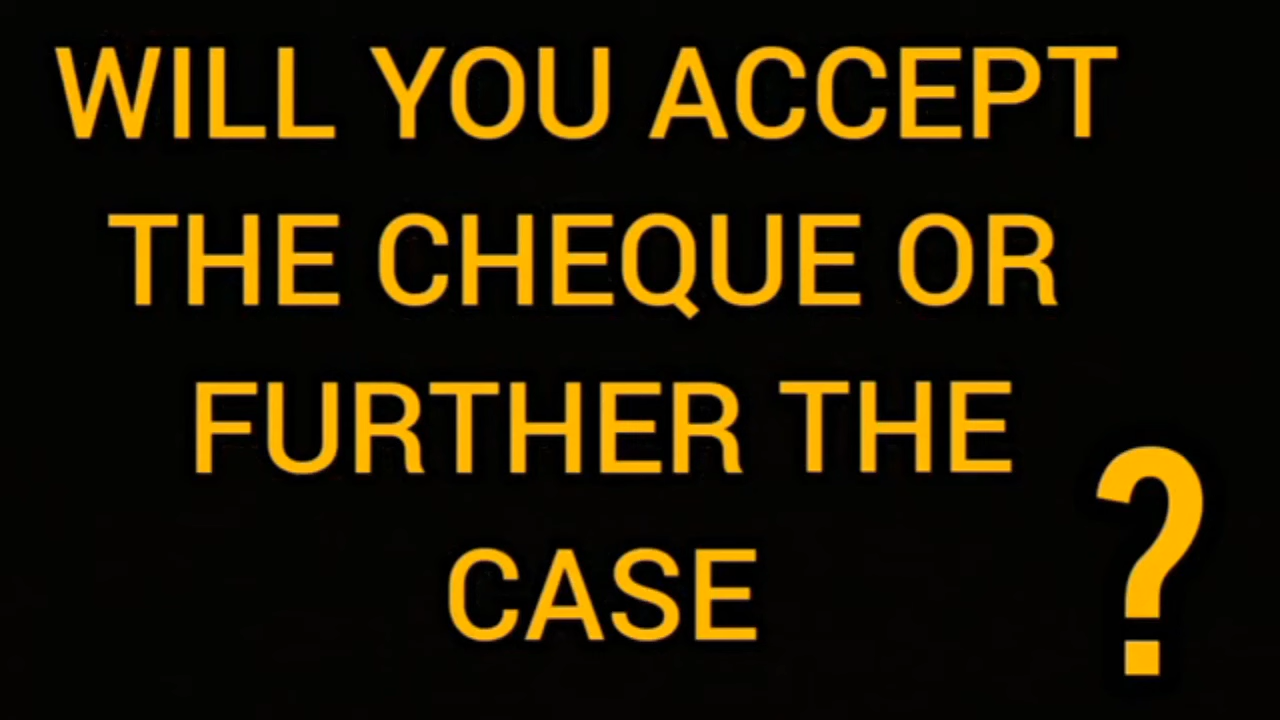 WILL YOU ACCEPT
THE CHEQUE OR
FURTHER THE
CASE ?